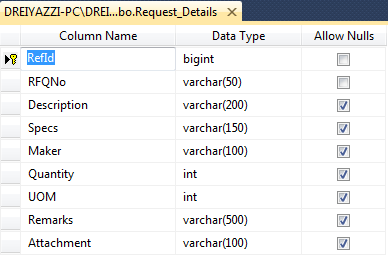 DREIYAZZI-PC\DREI...bo.Request_Details
Column Name Data Type Allow Nulls
RefId bigint
RFQNo varchar(50)
Description varchar(200)
Specs varchar(150)
Maker varchar(100)
Quantity int
UOM int
Remarks varchar(500)
Attachment varchar(100)